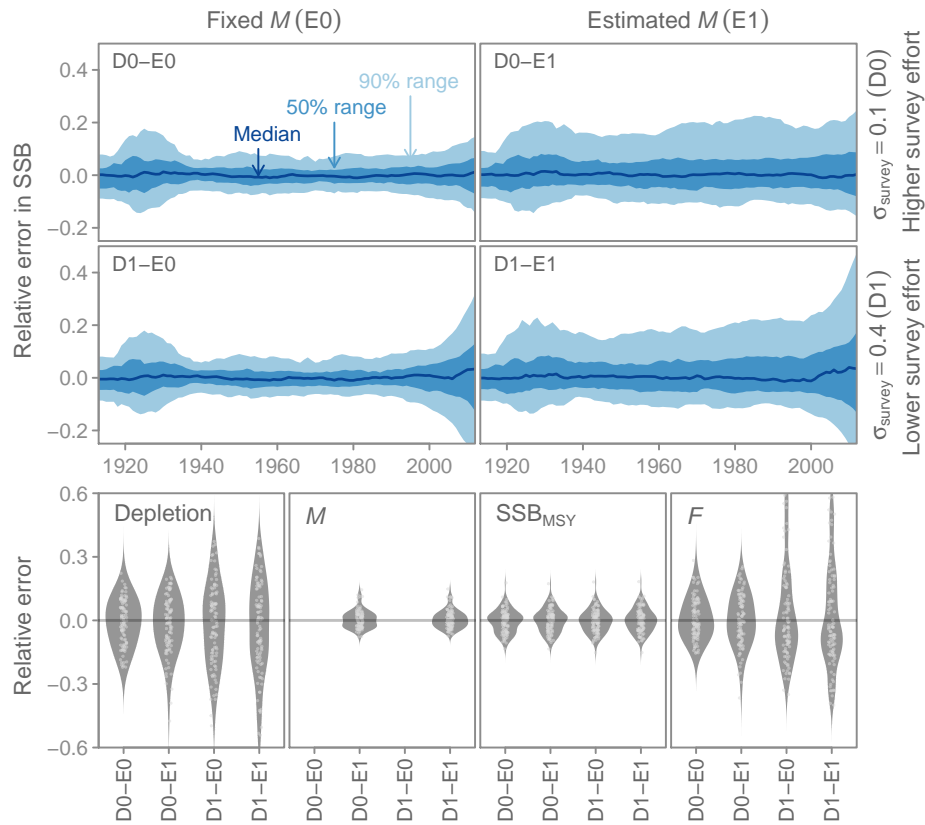 Fixed M (E0)
Estimated M (E1)
D0−E0
90% range
50% range
Median
D0−E1
0.4
0.2
0.0
−0.2
Relative error in SSB
σsurvey = 0.1 (D0)
Higher survey effort
D1−E0
D1−E1
0.4
0.2
0.0
−0.2
σsurvey = 0.4 (D1)
Lower survey effort
1920 1940 1960 1980 2000
1920 1940 1960 1980 2000
Depletion
M
SSBMSY
F
0.6
0.3
0.0
−0.3
−0.6
Relative error
D0−E0 D0−E1 D1−E0 D1−E1
D0−E0 D0−E1 D1−E0 D1−E1
D0−E0 D0−E1 D1−E0 D1−E1
D0−E0 D0−E1 D1−E0 D1−E1